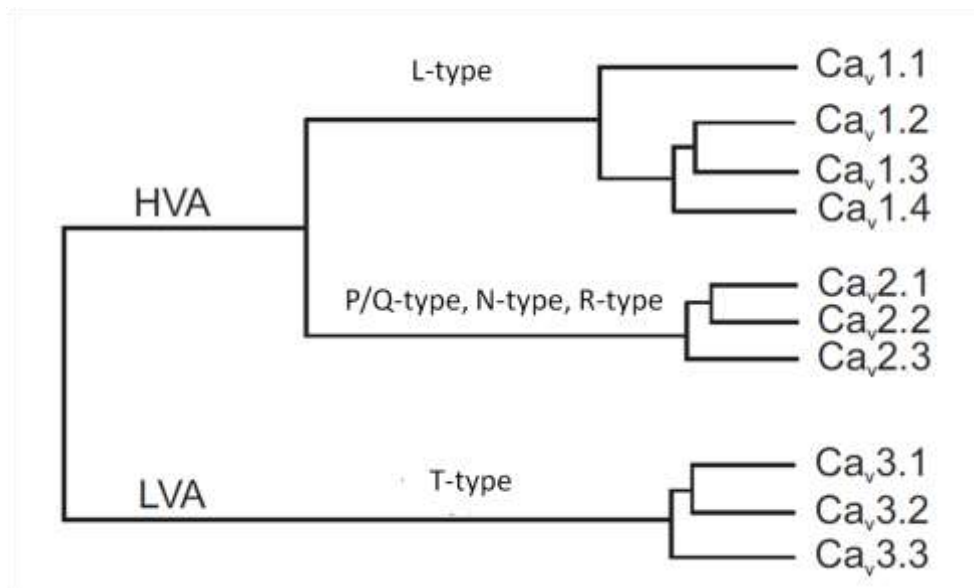 L-type
Caᵥ1.1
Caᵥ1.2
Caᵥ1.3
Caᵥ1.4
HVA
P/Q-type, N-type, R-type
Caᵥ2.1
Caᵥ2.2
Caᵥ2.3
LVA
T-type
Caᵥ3.1
Caᵥ3.2
Caᵥ3.3